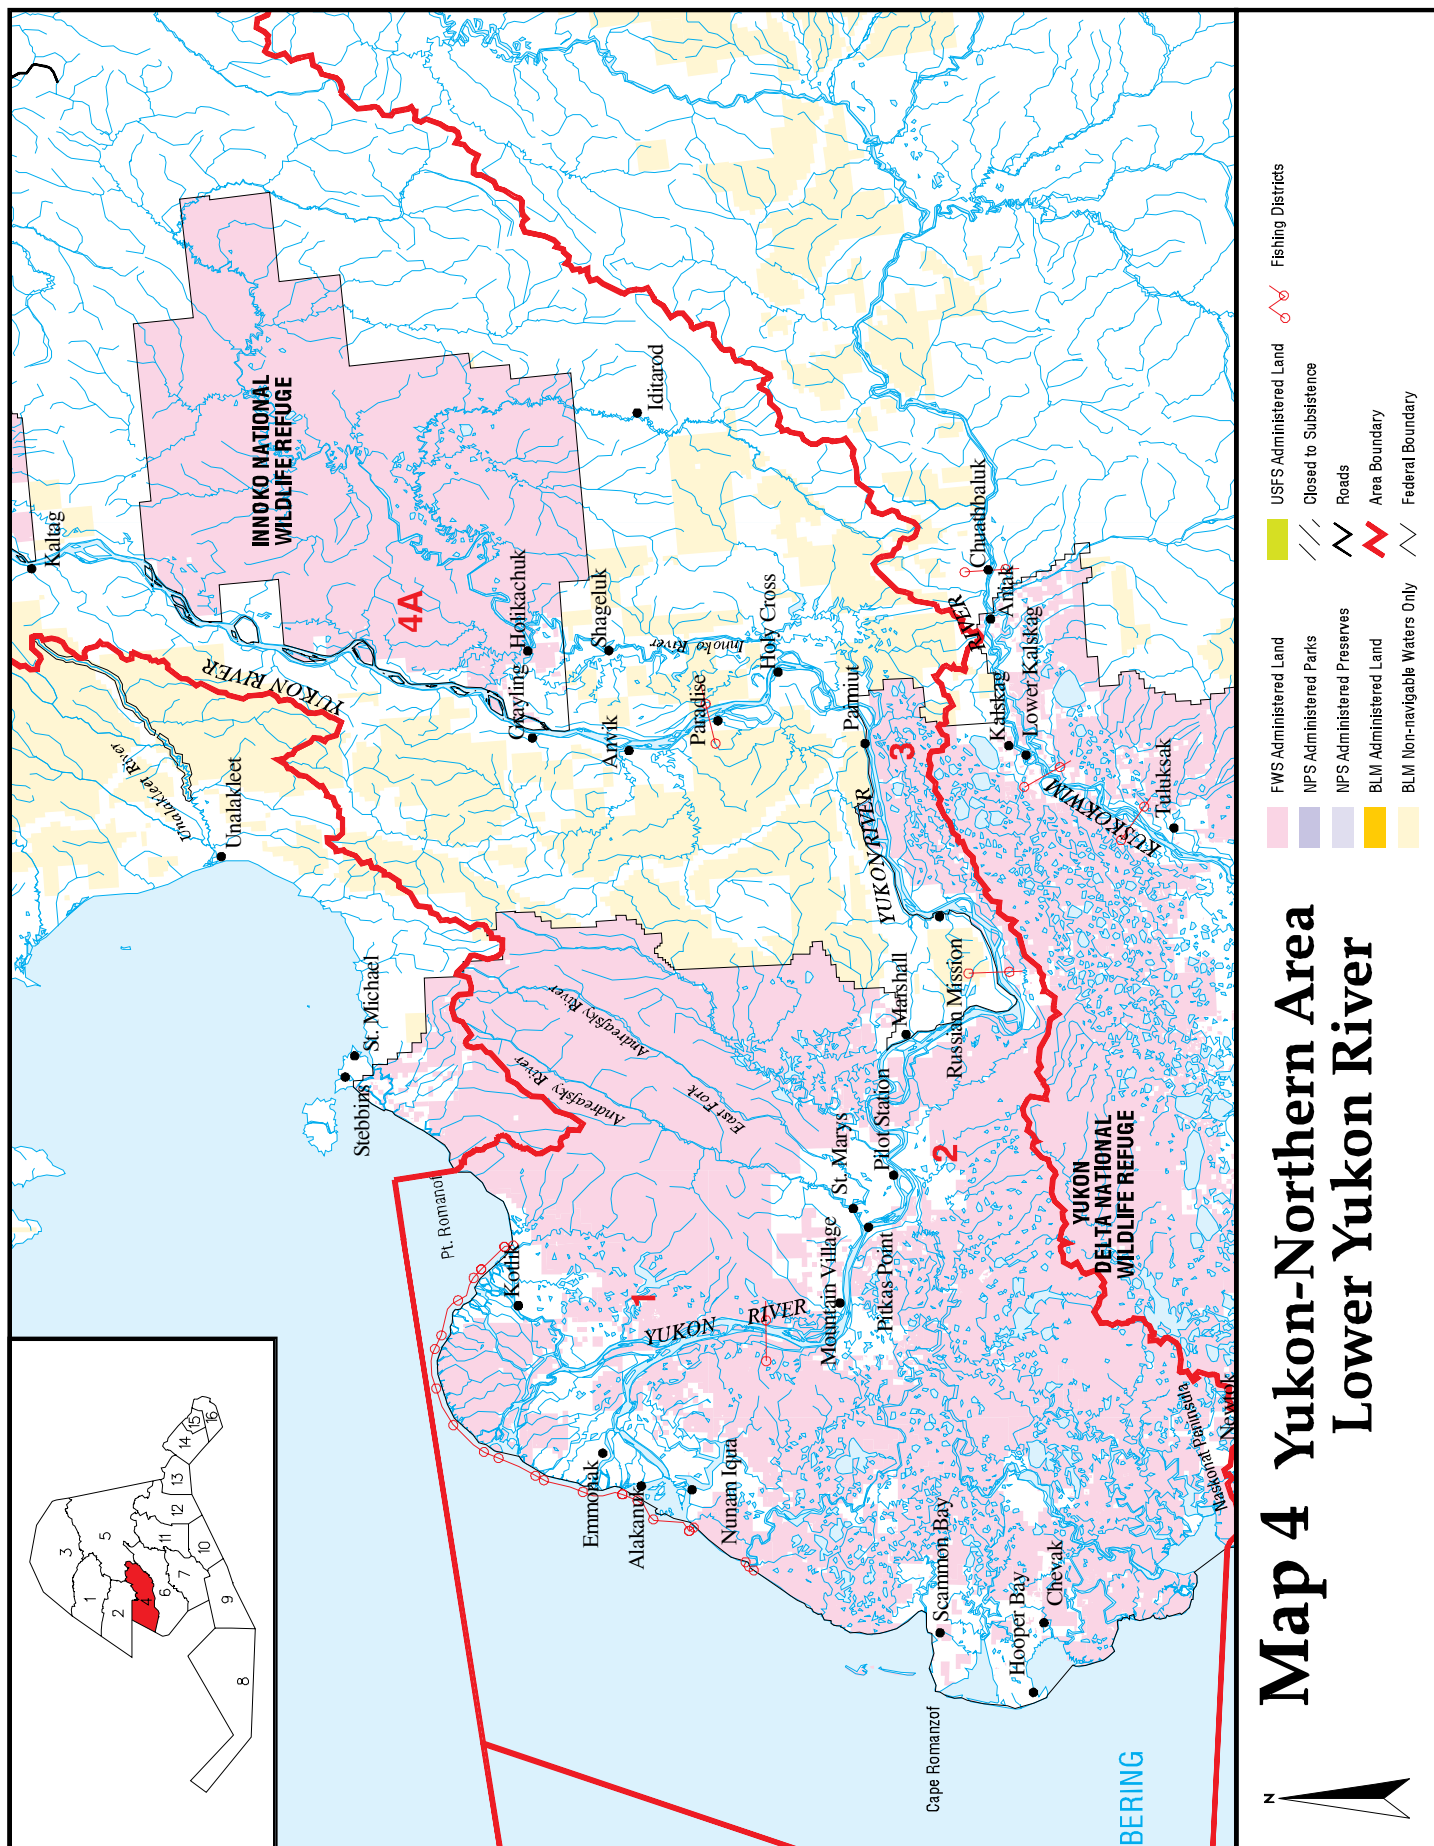 3
5
1
2
4
6
7
11
12
13
14
15
16
10
9
8
Kaltag
Unalakleet River
Unalakleet
YUKON RIVER
INNOKO NATIONAL
WILDLIFE REFUGE
4A
Holikachuk
Grayling
Shageluk
Iditarod
Anvik
Innoko River
Paradise
Holy Cross
Paimiut
3
YUKON RIVER
St. Michael
Stebbins
Andreafsky River
Andreafsky River
East Fork
Pt. Romanof
Kotlik
1
YUKON RIVER
Emmonak
Alakanuk
Nunam Iqua
Mountain Village
St. Marys
Pitkas Point
Pilot Station
Marshall
Russian Mission
2
YUKON
DELTA NATIONAL
WILDLIFE REFUGE
Chuathbaluk
Aniak
RIVER
Kalskag
Lower Kalskag
KUSKOKWIM
Tuluksak
Scammon Bay
Hooper Bay
Chevak
Cape Romanzof
Naskonat Peninsula
Newtok
BERING
Map 4 Yukon-Northern Area
Lower Yukon River
FWS Administered Land
NPS Administered Parks
NPS Administered Preserves
BLM Administered Land
BLM Non-navigable Waters Only
USFS Administered Land
Closed to Subsistence
Roads
Area Boundary
Federal Boundary
Fishing Districts
N